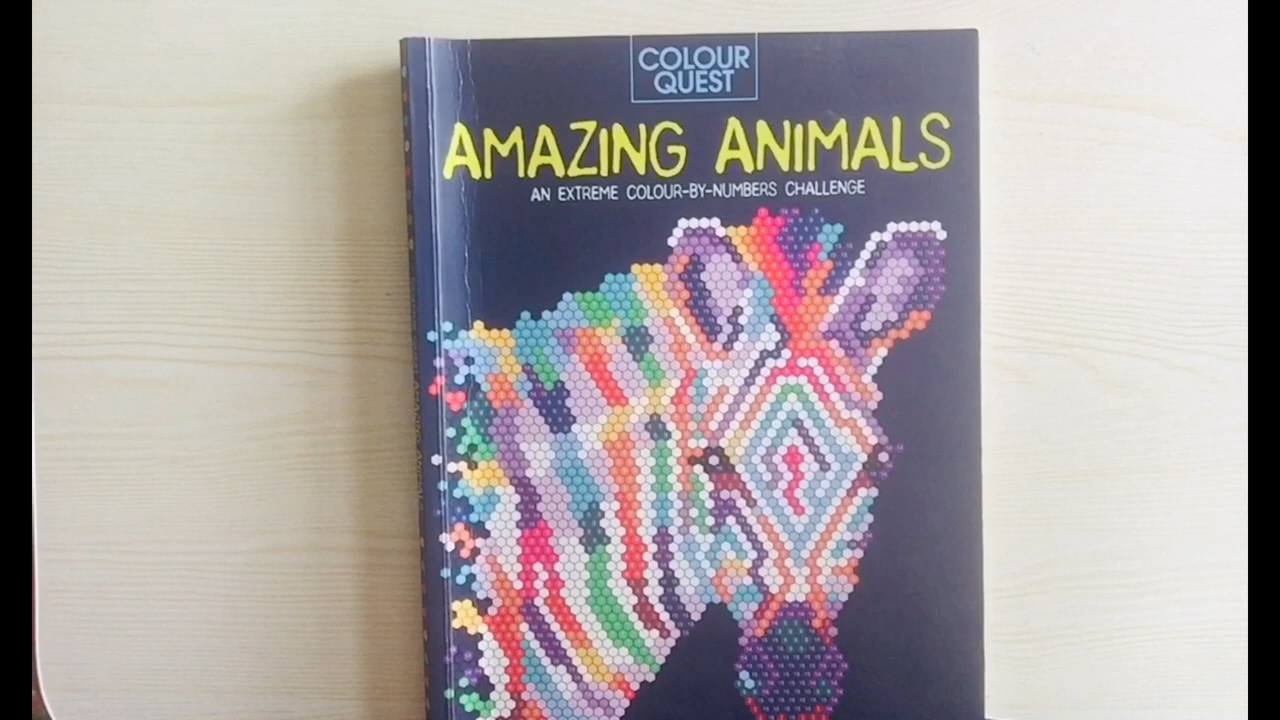 COLOUR
QUEST
AMAZING ANIMALS
AN EXTREME COLOUR-BY-NUMBERS CHALLENGE